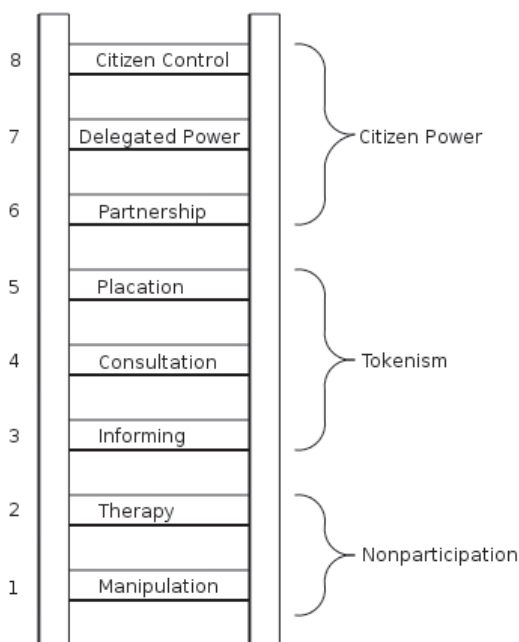 8 Citizen Control
7 Delegated Power
Citizen Power
6 Partnership
5 Placation
4 Consultation
Tokenism
3 Informing
2 Therapy
Nonparticipation
1 Manipulation